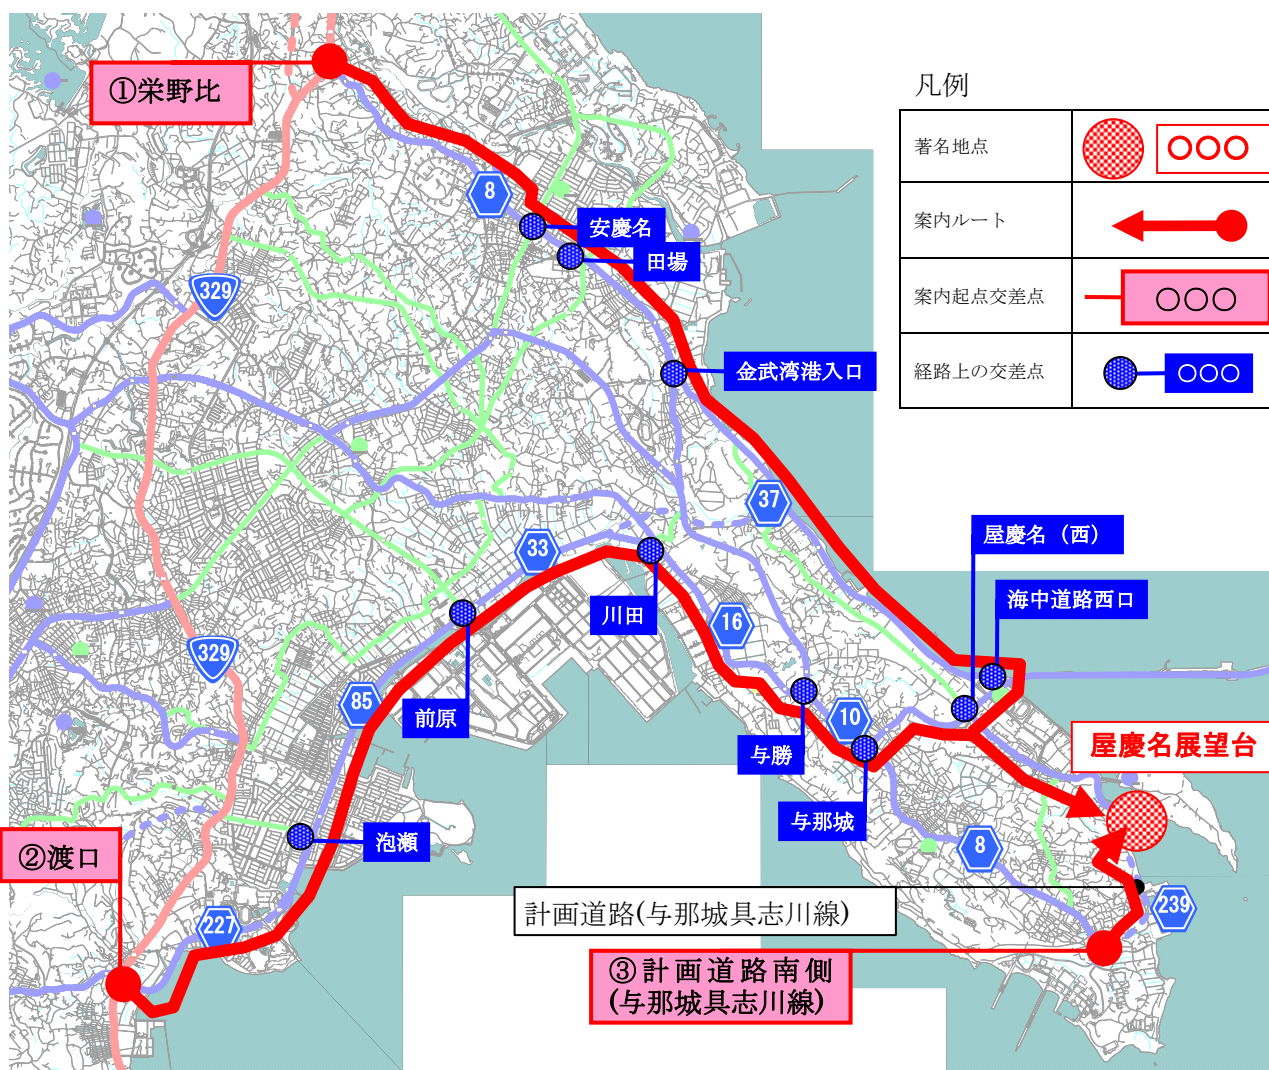 凡例
著名地点
○○○
案内ルート
案内起点交差点
○○○
経路上の交差点
○○○
①栄野比
8
安慶名
田場
329
金武湾港入口
37
屋慶名（西）
33
海中道路西口
川田
16
329
85
前原
10
与勝
屋慶名展望台
与那城
泡瀬
8
②渡口
計画道路(与那城具志川線)
239
227
③計画道路南側
(与那城具志川線)